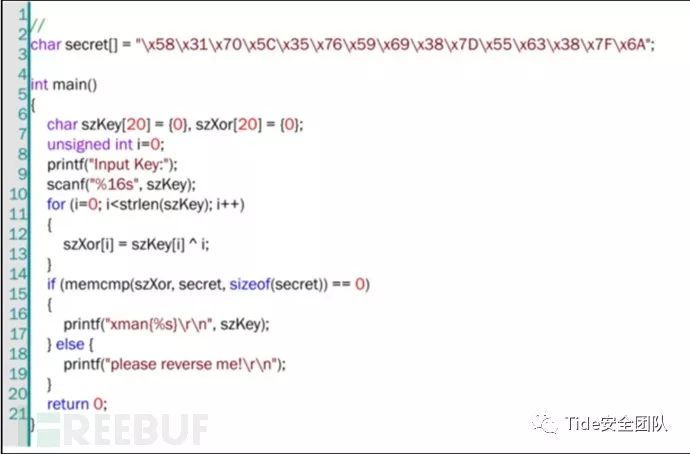 1
2 //
3 char secret[] = "\x58\x31\x70\x5C\x35\x76\x59\x69\x38\x7D\x55\x63\x38\x7F\x6A";
4
5 int main()
6 {
7 char szKey[20] = {0}, szXor[20] = {0};
8 unsigned int i=0;
9 printf("Input Key:");
10 scanf("%16s", szKey);
11 for (i=0; i<strlen(szKey); i++)
12 {
13 szXor[i] = szKey[i] ^ i;
14 }
15 if (memcmp(szXor, secret, sizeof(secret)) == 0)
16 {
17 printf("xman{%s}\r\n", szKey);
18 } else {
19 printf("please reverse me!\r\n");
20 }
21 return 0;
}
FREEBUF
Tide安全团队